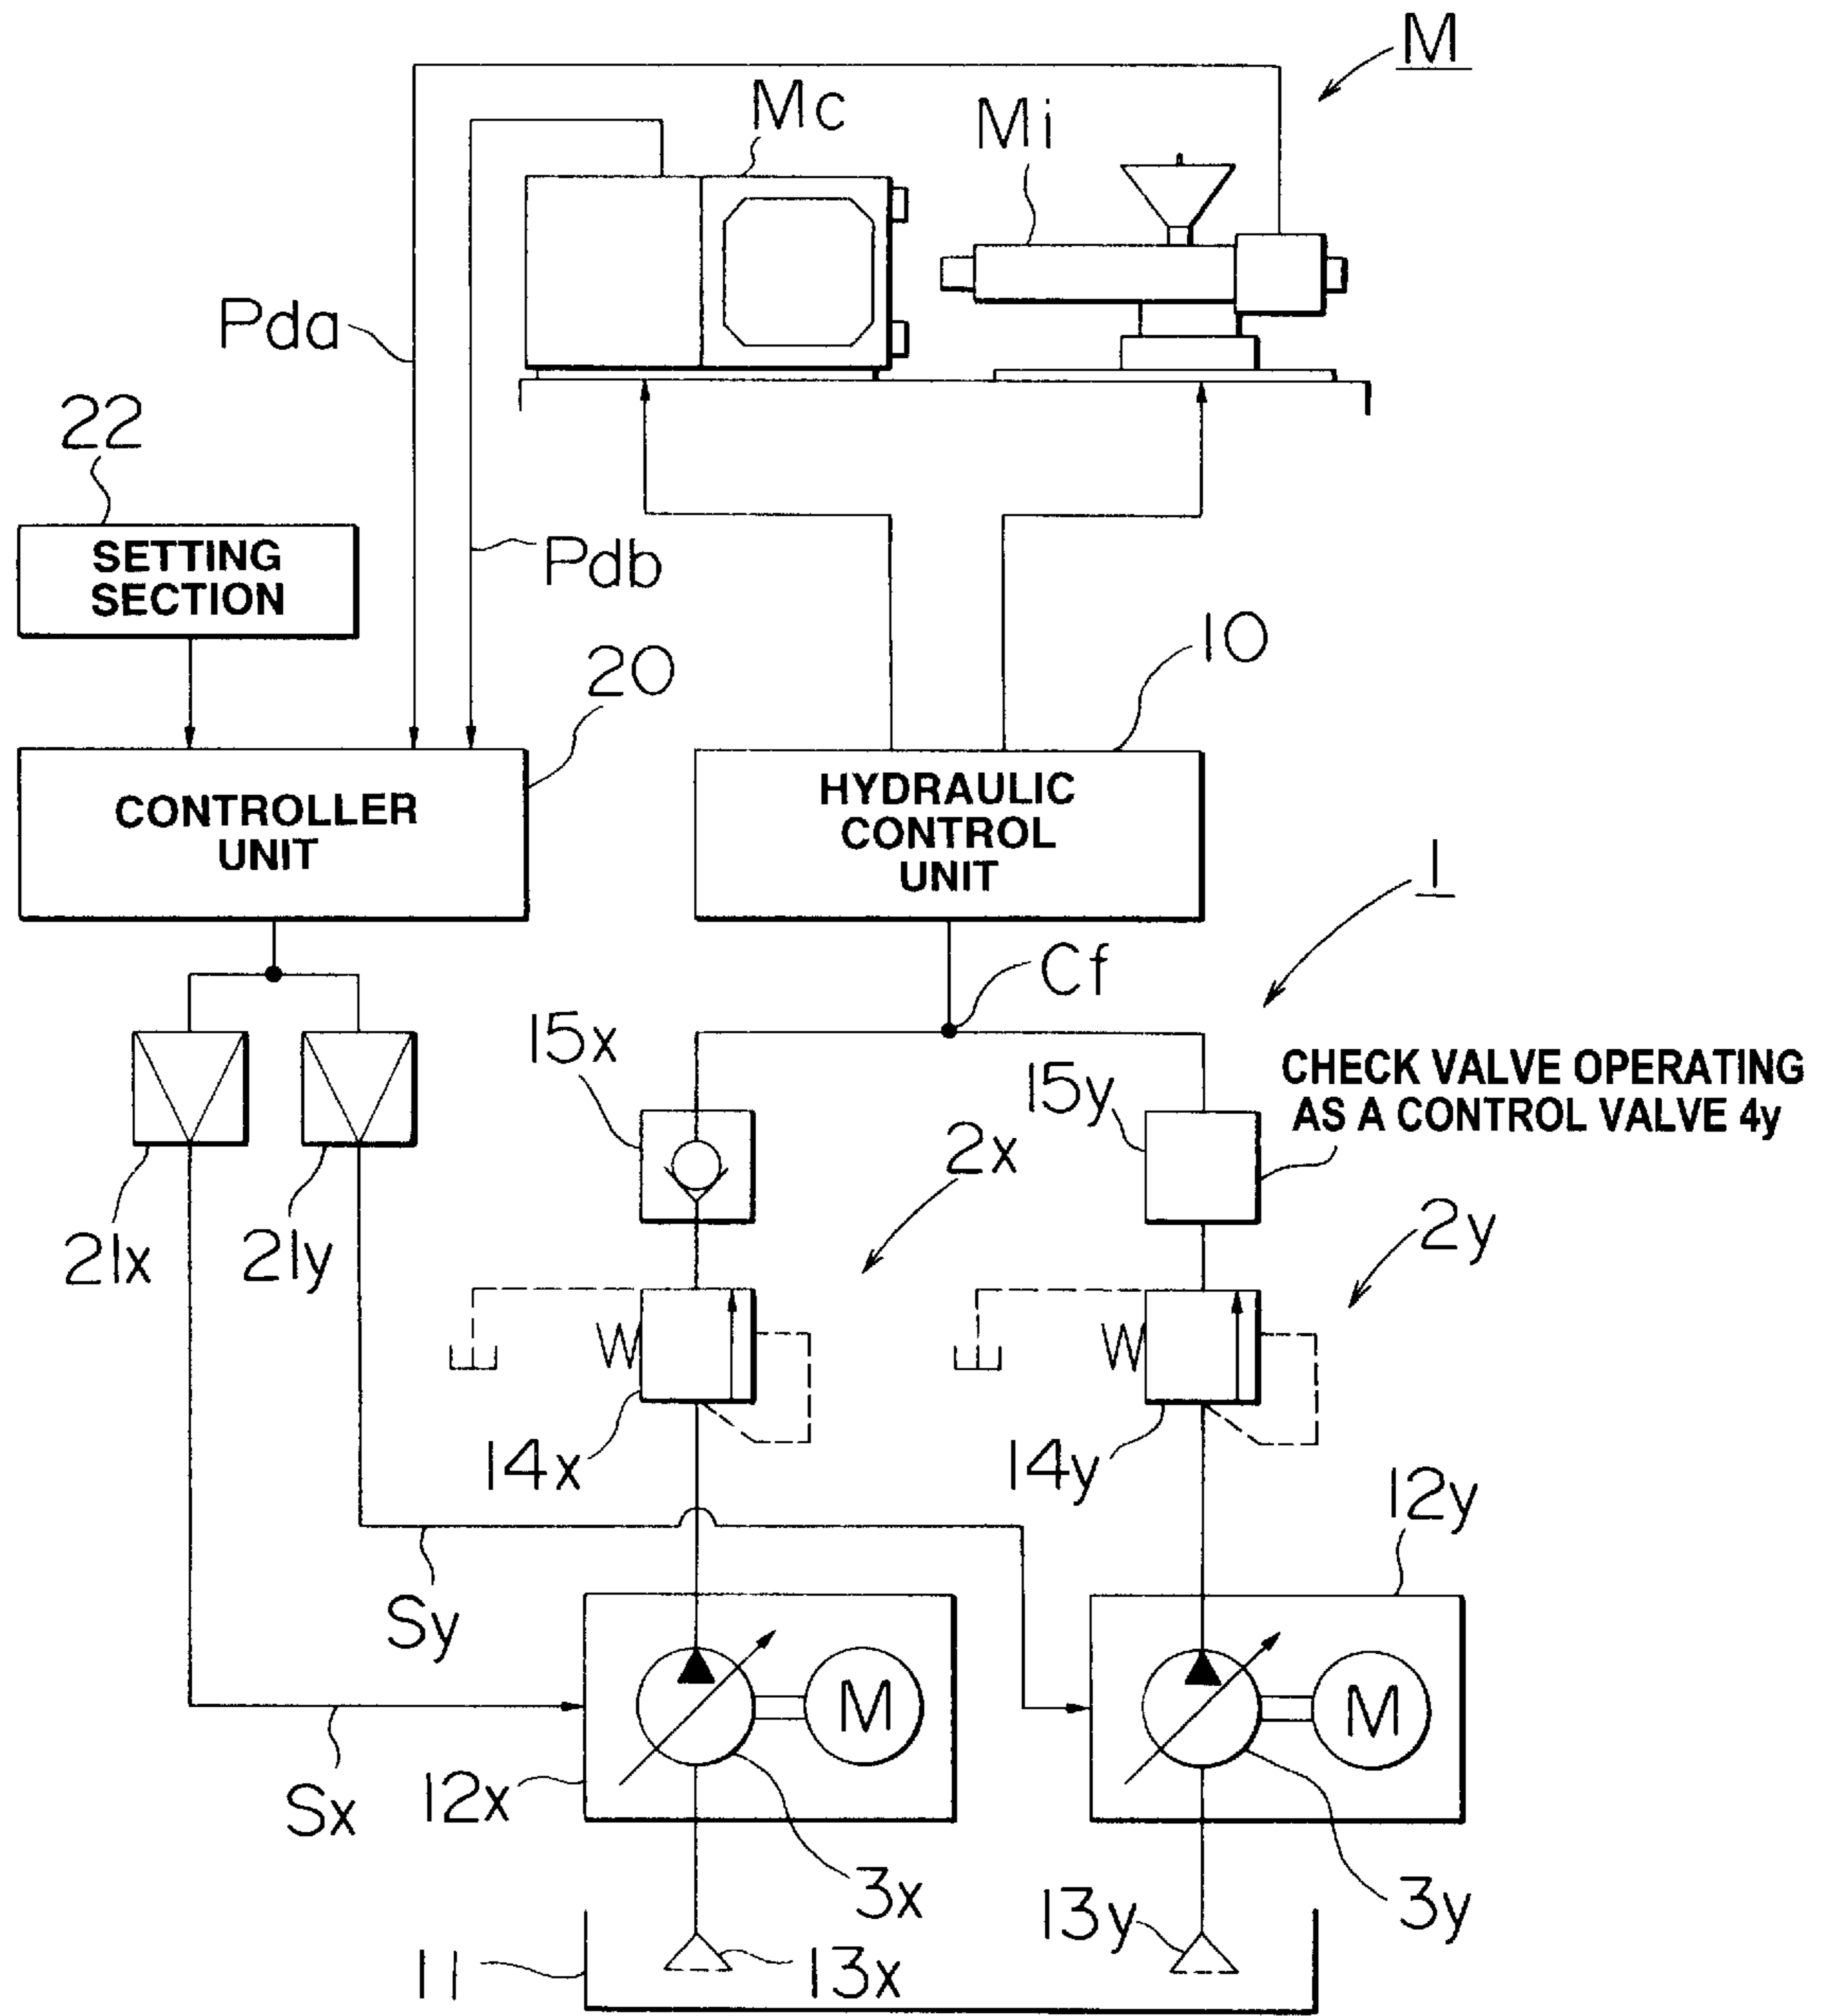 M
Mc
Mi
Pda
22
SETTING
SECTION
Pdb
10
20
CONTROLLER
UNIT
HYDRAULIC
CONTROL
UNIT
1
Cf
15x
15y
CHECK VALVE OPERATING
AS A CONTROL VALVE 4y
2x
2y
21x
21y
W
W
14x
14y
12y
Sy
M
M
12x
Sx
3x
3y
13y
11
13x